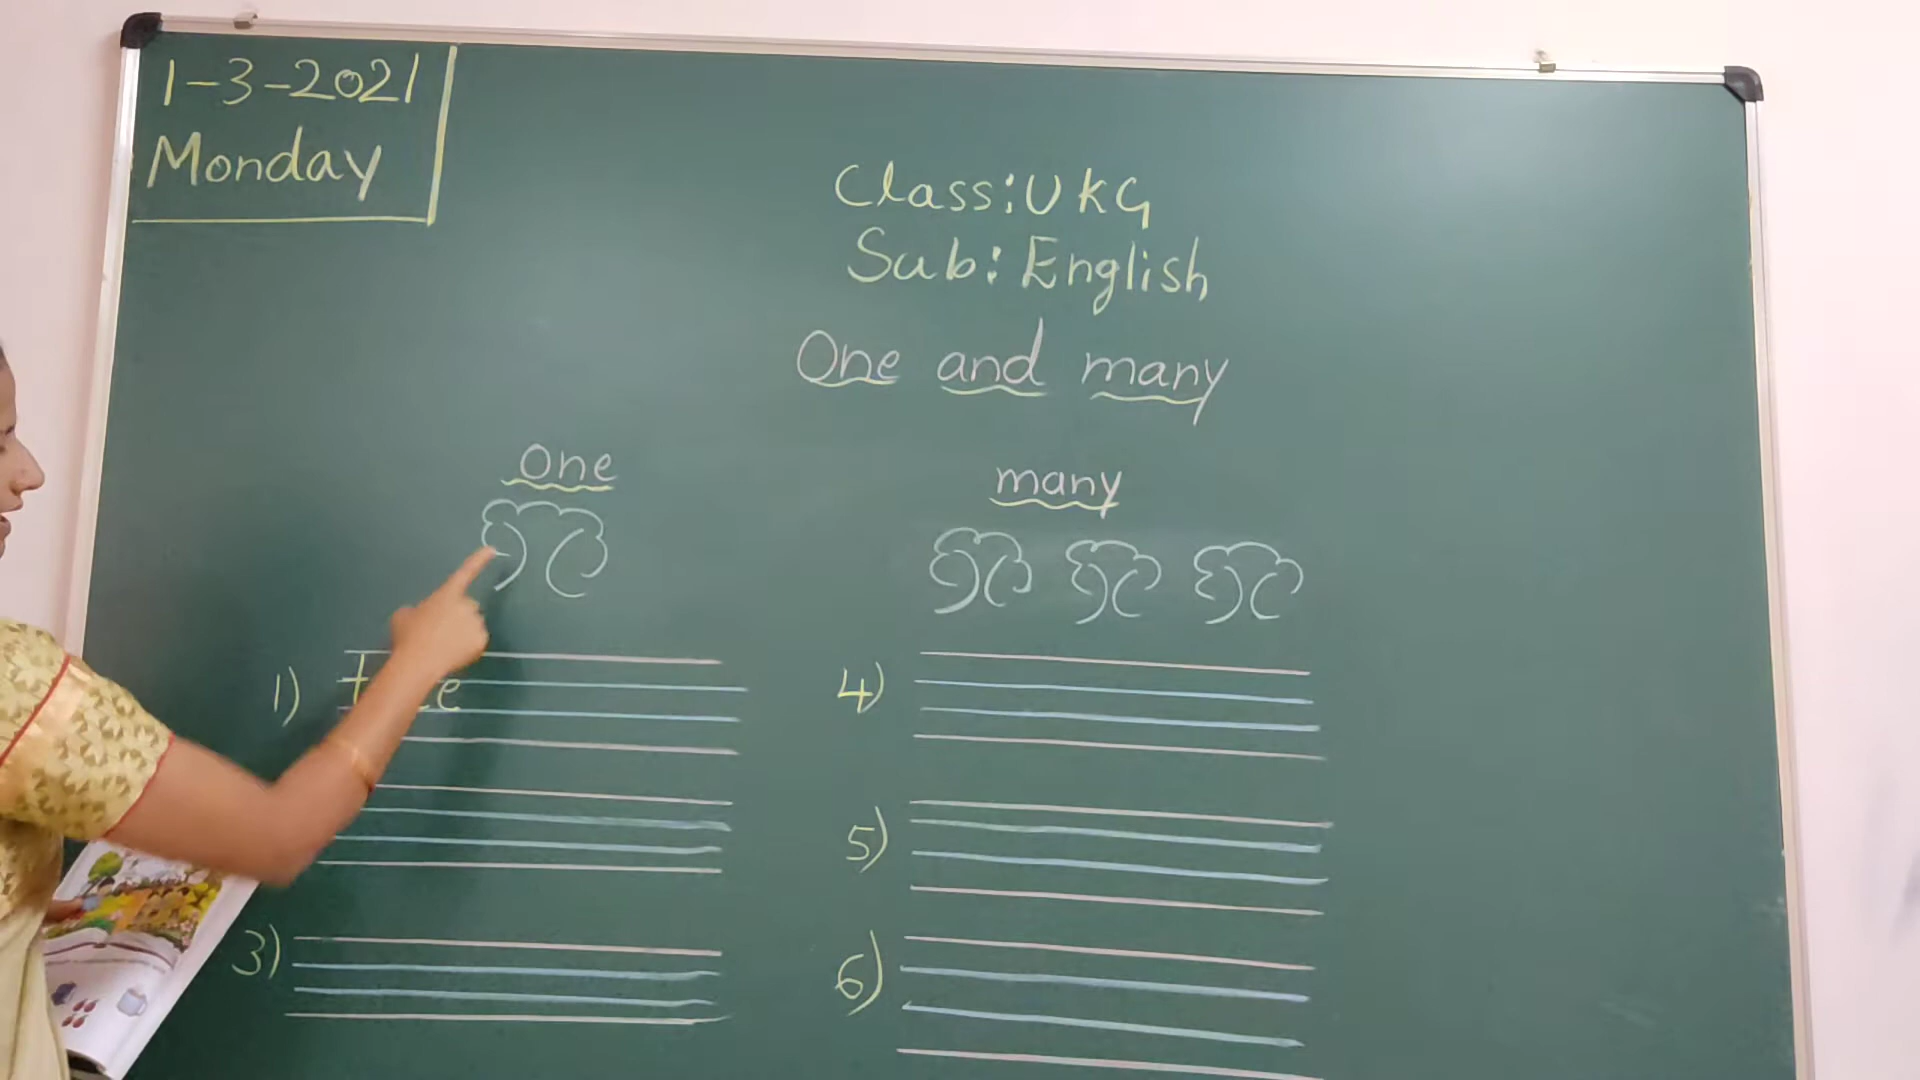 1-3-2021
Monday
Class: UKG
Sub: English
One and many
one
many
1)
4)
5)
3)
6)